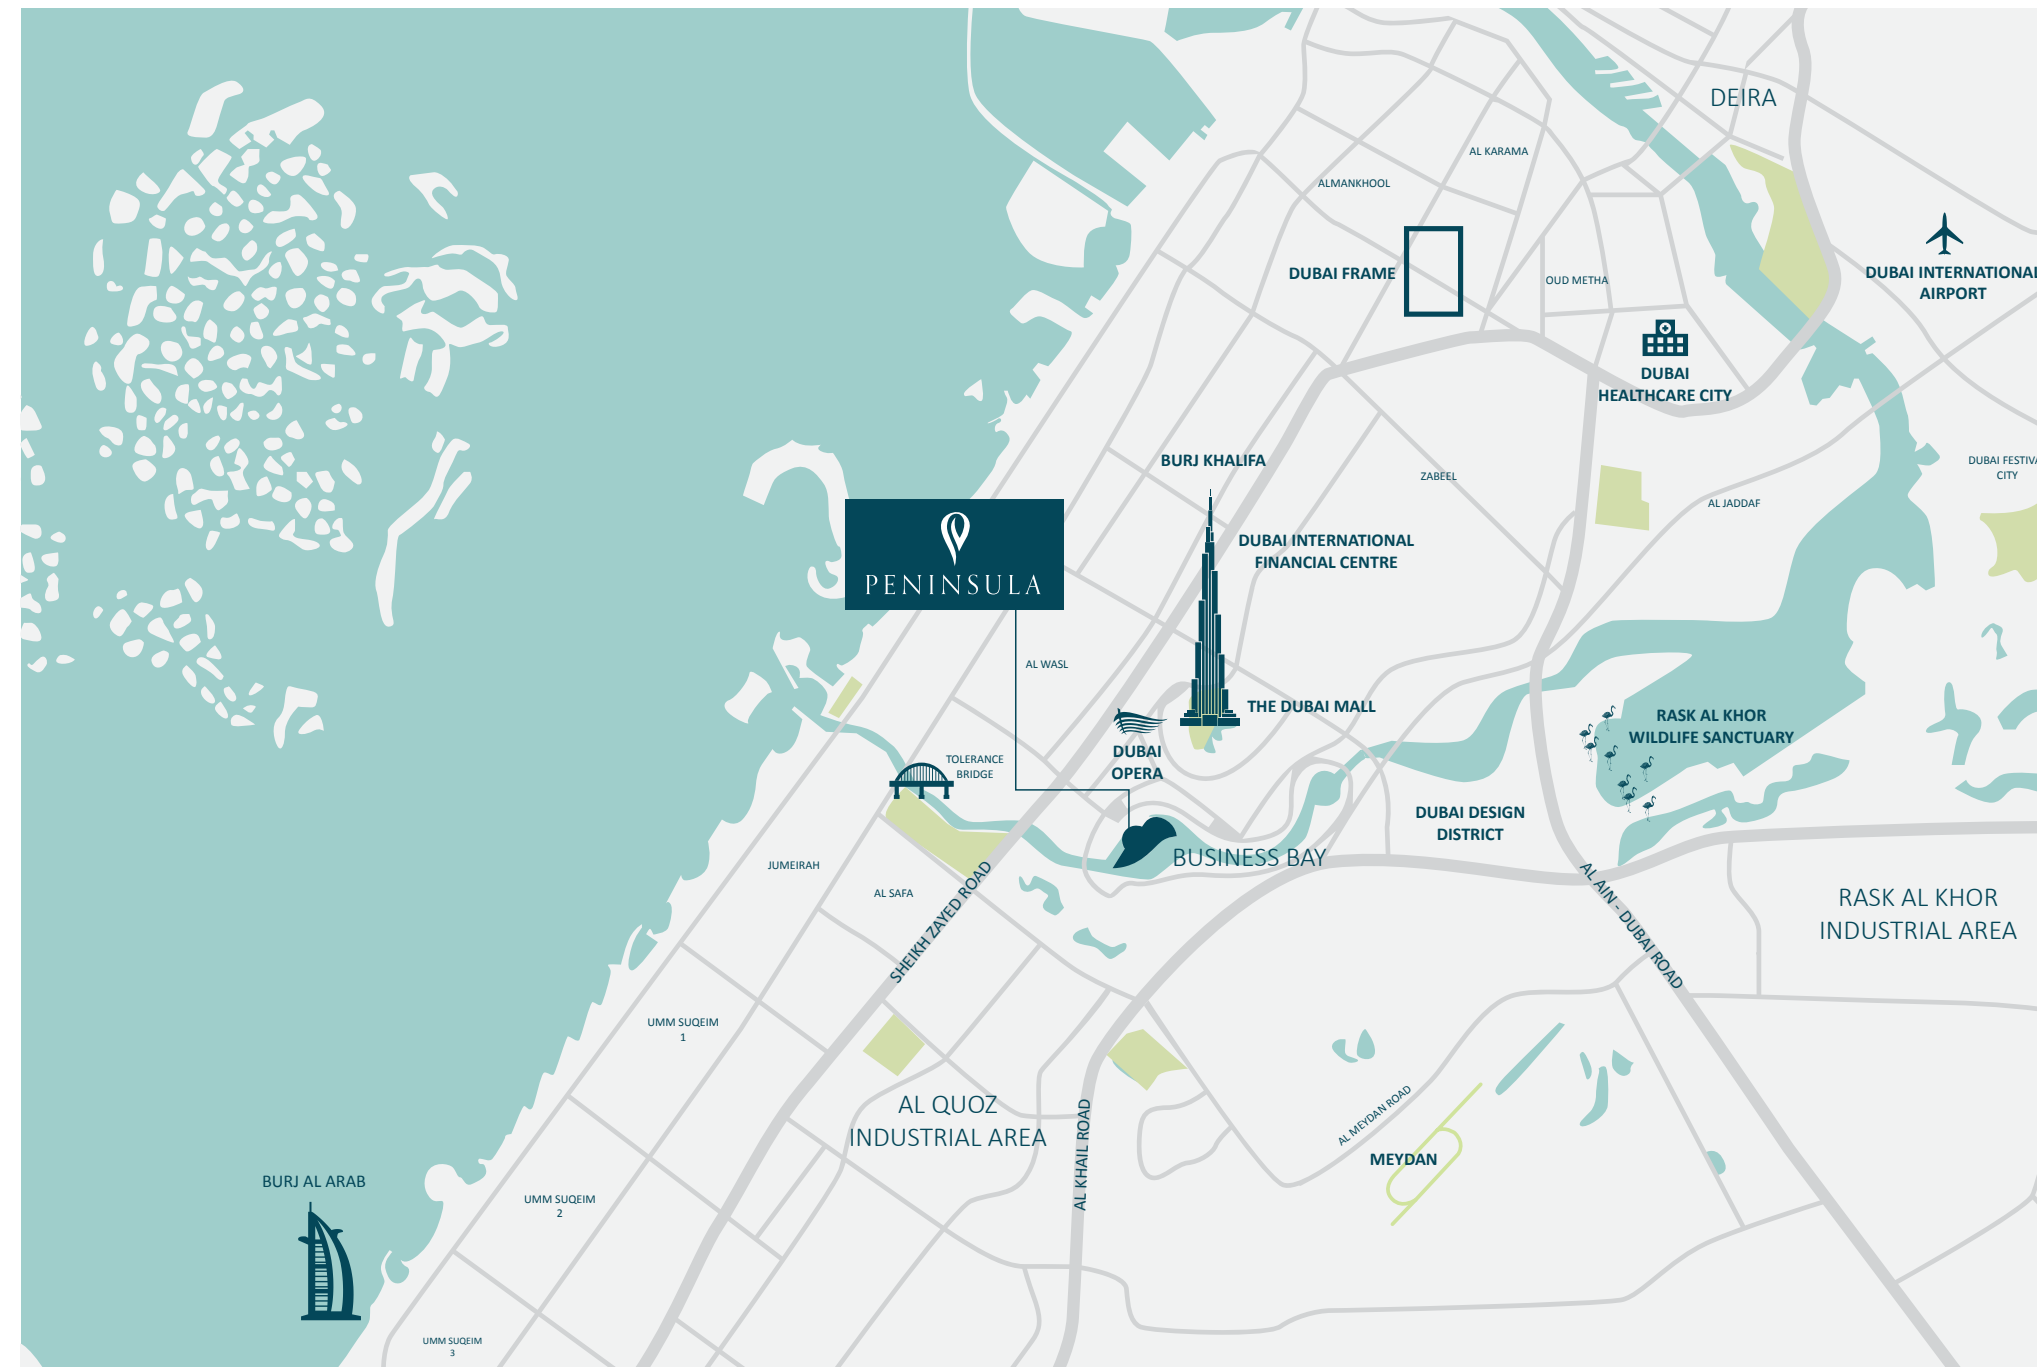 DEIRA
AL KARAMA
ALMANKHOOL
DUBAI FRAME
OUD METHA
DUBAI INTERNATIONAL
AIRPORT
DUBAI
HEALTHCARE CITY
BURJ KHALIFA
ZABEEL
DUBAI FESTIVA
CITY
AL JADDAF
DUBAI INTERNATIONAL
FINANCIAL CENTRE
PENINSULA
AL WASL
THE DUBAI MALL
RASK AL KHOR
WILDLIFE SANCTUARY
DUBAI
OPERA
TOLERANCE
BRIDGE
DUBAI DESIGN
DISTRICT
BUSINESS BAY
JUMEIRAH
AL SAFA
SHEIKH ZAYED ROAD
AL AIN - DUBAI ROAD
RASK AL KHOR
INDUSTRIAL AREA
UMM SUQEIM
1
AL QUOZ
INDUSTRIAL AREA
AL KHAIL ROAD
AL MEYDAN ROAD
MEYDAN
BURJ AL ARAB
UMM SUQEIM
2
UMM SUQEIM
3